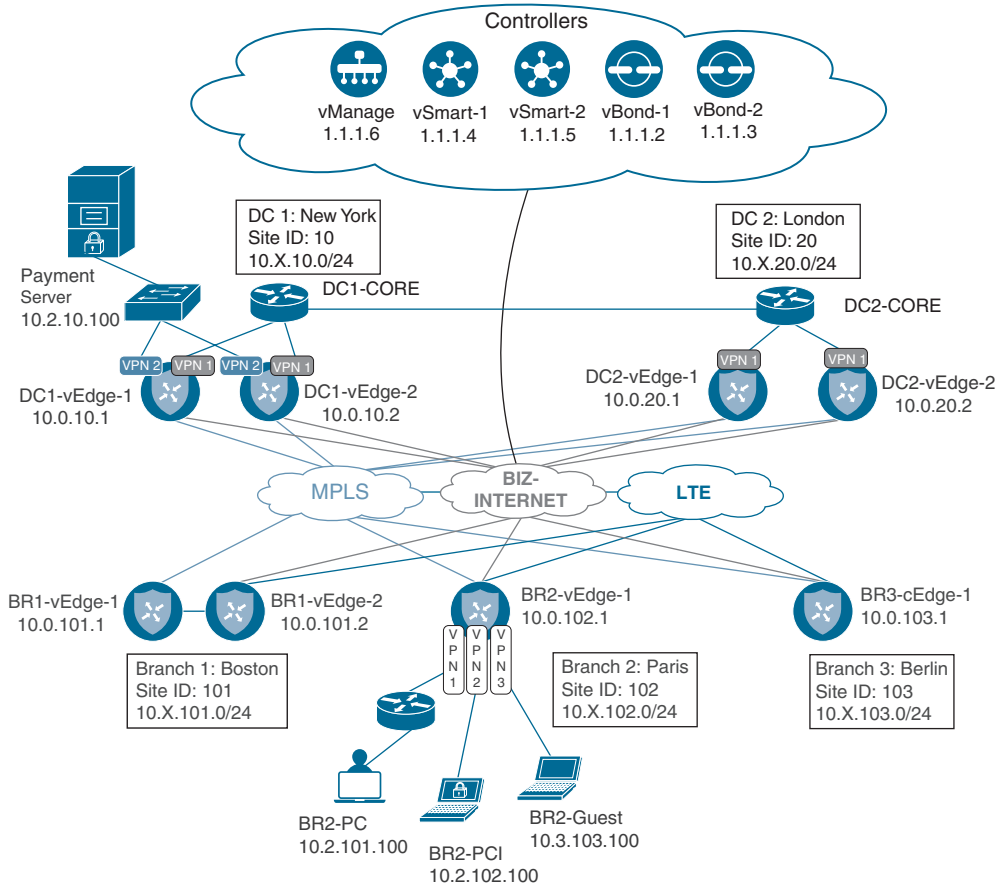 Controllers
vManage
1.1.1.6
vSmart-1
1.1.1.4
vSmart-2
1.1.1.5
vBond-1
1.1.1.2
vBond-2
1.1.1.3
DC 1: New York
Site ID: 10
10.X.10.0/24
DC 2: London
Site ID: 20
10.X.20.0/24
Payment
Server
10.2.10.100
DC1-CORE
DC2-CORE
VPN 2
VPN 1
VPN 2
VPN 1
VPN 1
VPN 1
DC1-vEdge-1
10.0.10.1
DC1-vEdge-2
10.0.10.2
DC2-vEdge-1
10.0.20.1
DC2-vEdge-2
10.0.20.2
MPLS
BIZ-
INTERNET
LTE
BR1-vEdge-1
10.0.101.1
BR1-vEdge-2
10.0.101.2
BR2-vEdge-1
10.0.102.1
BR3-cEdge-1
10.0.103.1
VPN1
VPN2
VPN3
Branch 1: Boston
Site ID: 101
10.X.101.0/24
Branch 2: Paris
Site ID: 102
10.X.102.0/24
Branch 3: Berlin
Site ID: 103
10.X.103.0/24
BR2-PC
10.2.101.100
BR2-PCI
10.2.102.100
BR2-Guest
10.3.103.100